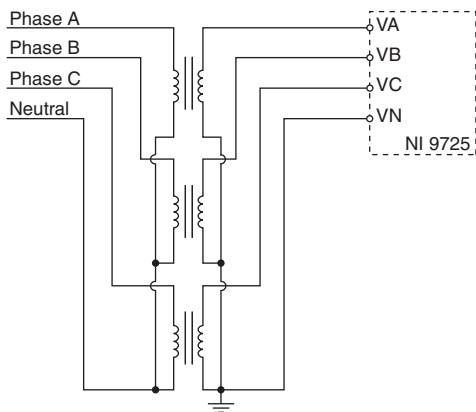 Phase A
Phase B
Phase C
Neutral
VA
VB
VC
VN
NI 9725